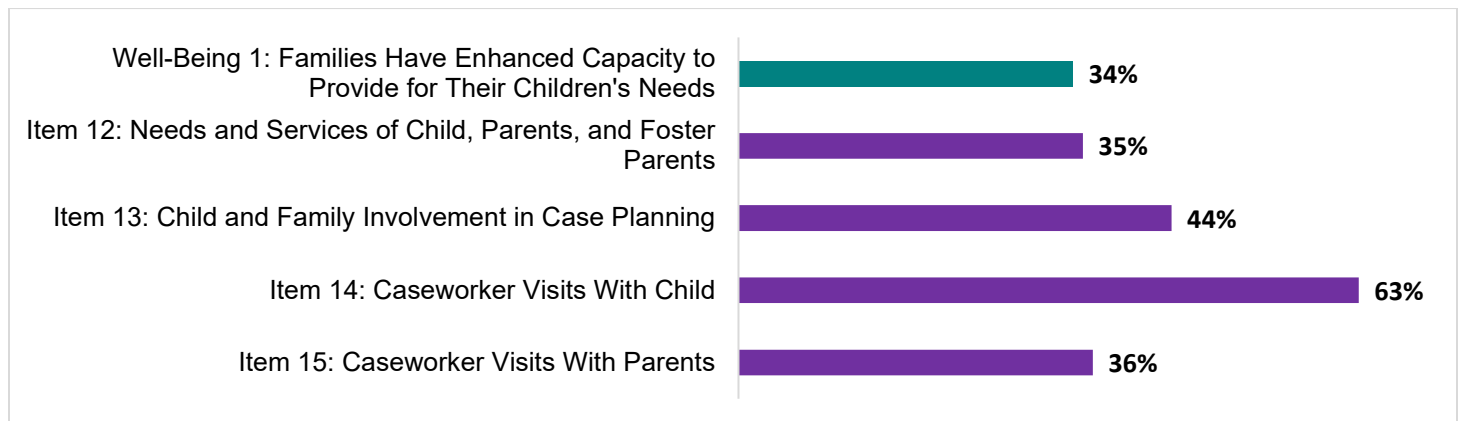 Well-Being 1: Families Have Enhanced Capacity to
Provide for Their Children's Needs
34%
Item 12: Needs and Services of Child, Parents, and Foster
Parents
35%
Item 13: Child and Family Involvement in Case Planning
44%
Item 14: Caseworker Visits With Child
63%
Item 15: Caseworker Visits With Parents
36%